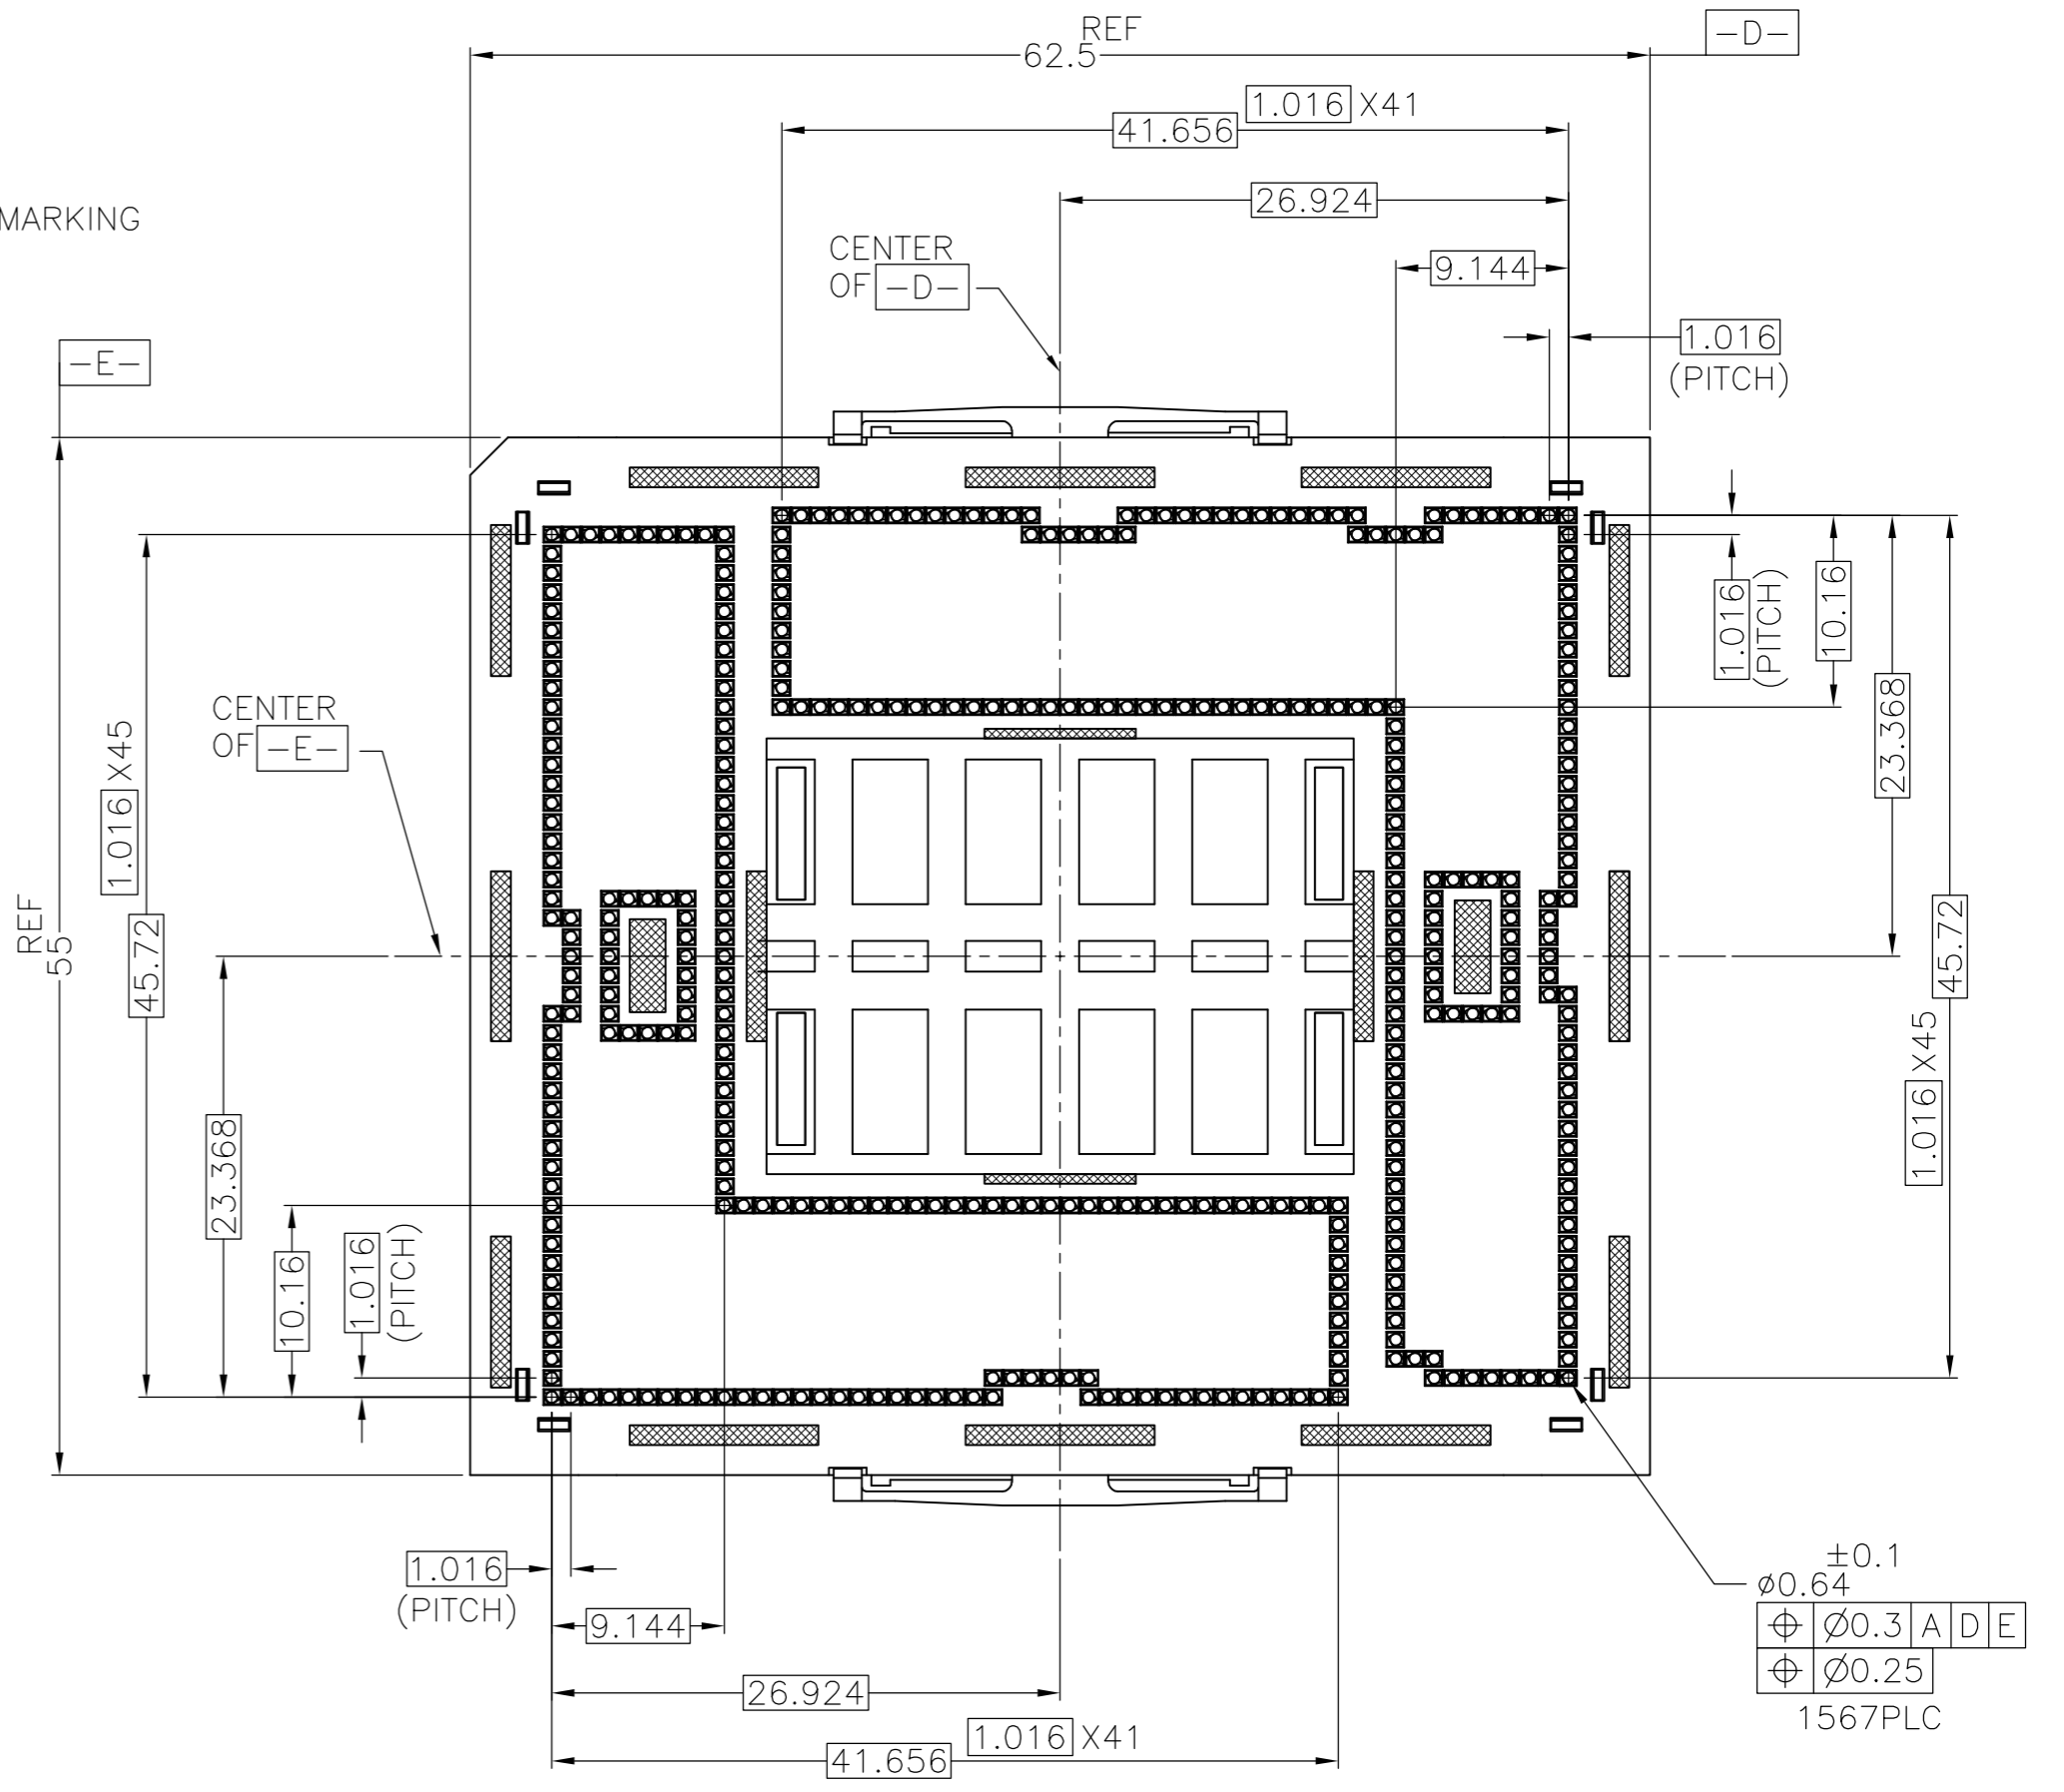 REF
62.5
-D-
1.016 X41
41.656
26.924
MARKING
CENTER
OF -D-
9.144
1.016
(PITCH)
-E-
1.016
(PITCH)
10.16
23.368
CENTER
OF -E-
1.016 X45
45.72
REF
55
45.72
1.016 X45
23.368
10.16
1.016
(PITCH)
1.016
(PITCH)
9.144
26.924
1.016 X41
41.656
±0.1
⌀0.64
⌖ ⌀0.3 A D E
⌖ ⌀0.25
1567PLC